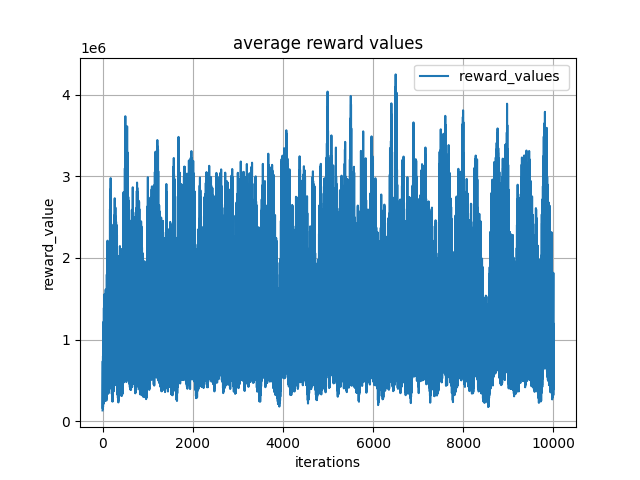 average reward values
1e6
reward_values
4
3
2
1
0
reward_value
0 2000 4000 6000 8000 10000
iterations